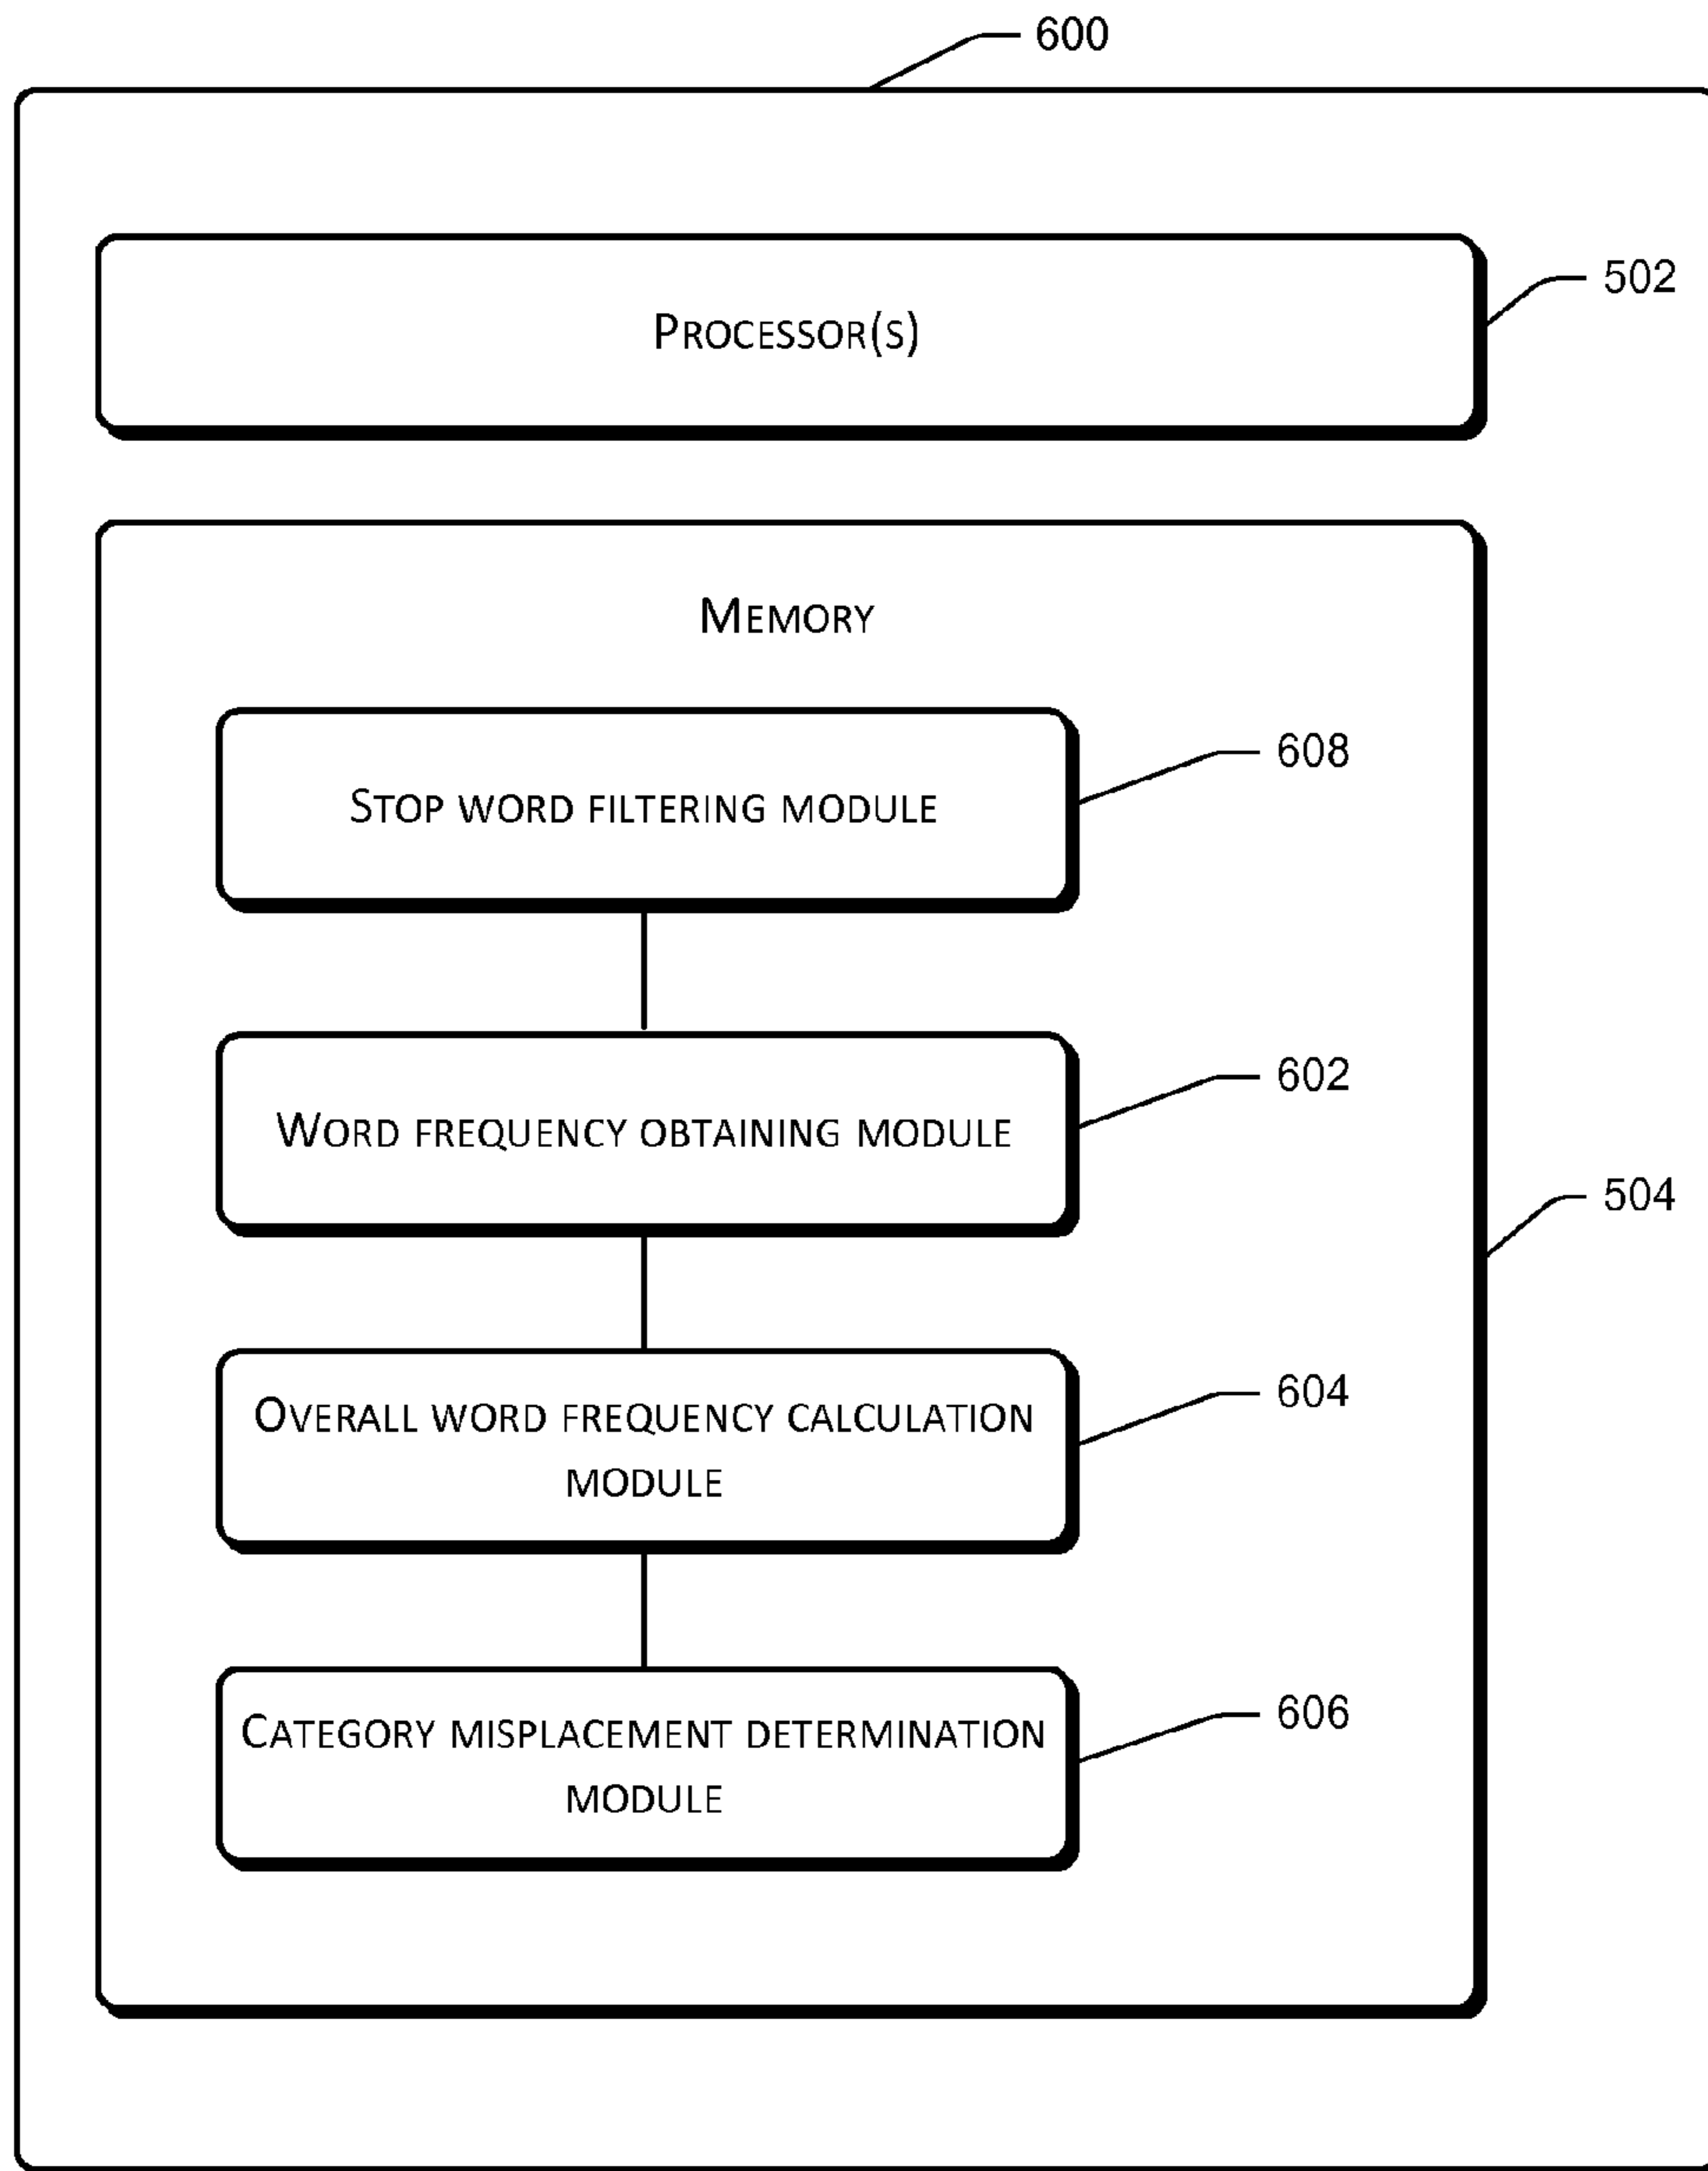 600
PROCESSOR(S)
502
MEMORY
STOP WORD FILTERING MODULE
608
WORD FREQUENCY OBTAINING MODULE
602
504
OVERALL WORD FREQUENCY CALCULATION
MODULE
604
CATEGORY MISPLACEMENT DETERMINATION
MODULE
606